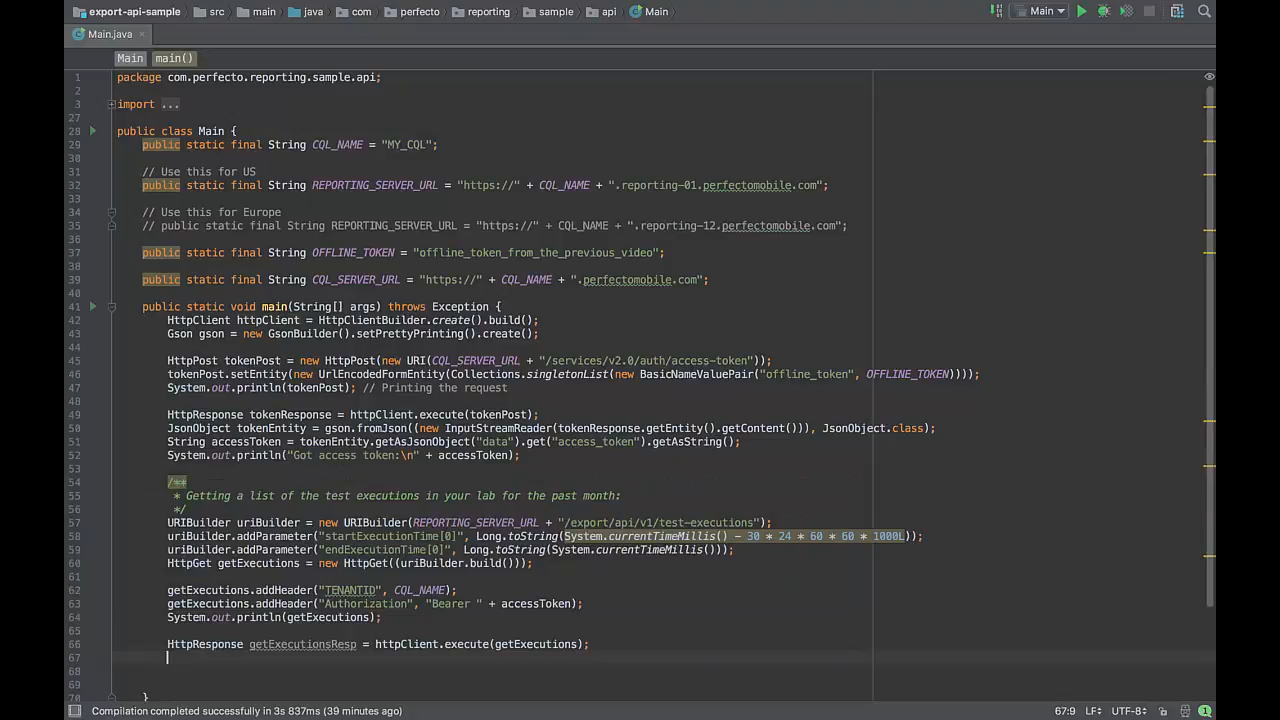 export-api-sample src main java com perfecto reporting sample api Main Main
Main.java ×
Main main()
1 package com.perfecto.reporting.sample.api;
2
3 import ...
27
28 public class Main {
29 public static final String CQL_NAME = "MY_CQL";
30
31 // Use this for US
32 public static final String REPORTING_SERVER_URL = "https://" + CQL_NAME + ".reporting-01.perfectomobile.com";
33
34 // Use this for Europe
35 // public static final String REPORTING_SERVER_URL = "https://" + CQL_NAME + ".reporting-12.perfectomobile.com";
36
37 public static final String OFFLINE_TOKEN = "offline_token_from_the_previous_video";
38
39 public static final String CQL_SERVER_URL = "https://" + CQL_NAME + ".perfectomobile.com";
40
41 public static void main(String[] args) throws Exception {
42 HttpClient httpClient = HttpClientBuilder.create().build();
43 Gson gson = new GsonBuilder().setPrettyPrinting().create();
44
45 HttpPost tokenPost = new HttpPost(new URI(CQL_SERVER_URL + "/services/v2.0/auth/access-token"));
46 tokenPost.setEntity(new UrlEncodedFormEntity(Collections.singletonList(new BasicNameValuePair("offline_token", OFFLINE_TOKEN))));
47 System.out.println(tokenPost); // Printing the request
48
49 HttpResponse tokenResponse = httpClient.execute(tokenPost);
50 JsonObject tokenEntity = gson.fromJson((new InputStreamReader(tokenResponse.getEntity().getContent())), JsonObject.class);
51 String accessToken = tokenEntity.getAsJsonObject("data").get("access_token").getAsString();
52 System.out.println("Got access token:\n" + accessToken);
53
54 /**
55 * Getting a list of the test executions in your lab for the past month:
56 */
57 URIBuilder uriBuilder = new URIBuilder(REPORTING_SERVER_URL + "/export/api/v1/test-executions");
58 uriBuilder.addParameter("startExecutionTime[0]", Long.toString(System.currentTimeMillis() - 30 * 24 * 60 * 60 * 1000L));
59 uriBuilder.addParameter("endExecutionTime[0]", Long.toString(System.currentTimeMillis()));
60 HttpGet getExecutions = new HttpGet((uriBuilder.build()));
61
62 getExecutions.addHeader("TENANTID", CQL_NAME);
63 getExecutions.addHeader("Authorization", "Bearer " + accessToken);
64 System.out.println(getExecutions);
65
66 HttpResponse getExecutionsResp = httpClient.execute(getExecutions);
67
68
69
70 }
Compilation completed successfully in 3s 837ms (39 minutes ago) 67:9 LF÷ UTF-8÷ 1